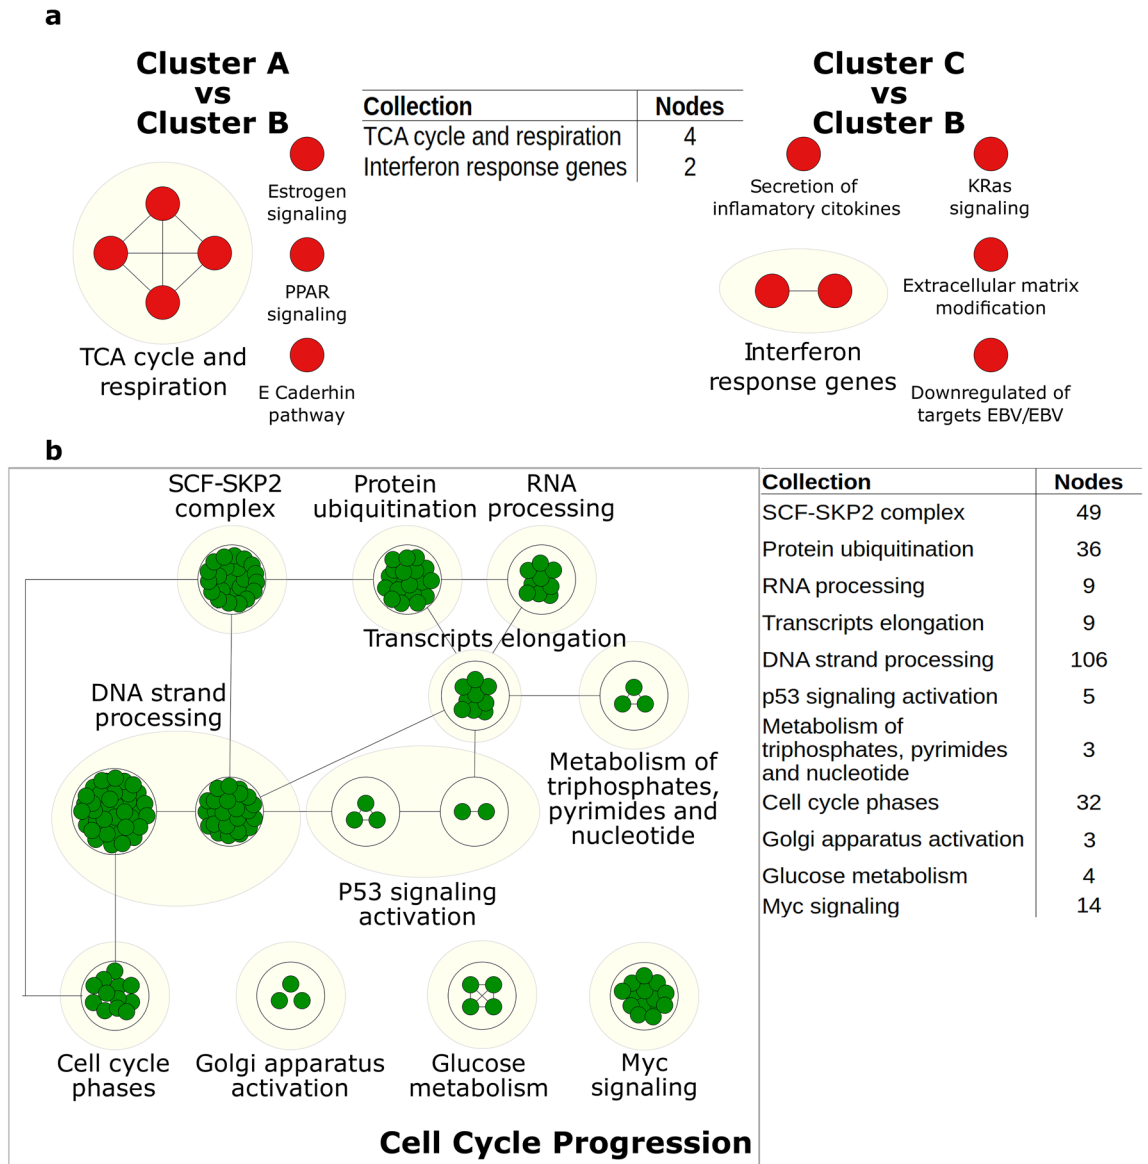 a
Cluster A
vs
Cluster B
Collection Nodes
TCA cycle and respiration 4
Interferon response genes 2
Cluster C
vs
Cluster B
Estrogen
signaling
PPAR
signaling
E Caderhin
pathway
TCA cycle and
respiration
Secretion of
inflamatory citokines
KRas
signaling
Extracellular matrix
modification
Interferon
response genes
Downregulated of
targets EBV/EBV
b
SCF-SKP2
complex
Protein
ubiquitination
RNA
processing
Transcripts elongation
DNA strand
processing
Metabolism of
triphosphates,
pyrimides and
nucleotide
P53 signaling
activation
Cell cycle
phases
Golgi apparatus
activation
Glucose
metabolism
Myc
signaling
Cell Cycle Progression
Collection Nodes
SCF-SKP2 complex 49
Protein ubiquitination 36
RNA processing 9
Transcripts elongation 9
DNA strand processing 106
p53 signaling activation 5
Metabolism of
triphosphates, pyrimides 3
and nucleotide
Cell cycle phases 32
Golgi apparatus activation 3
Glucose metabolism 4
Myc signaling 14